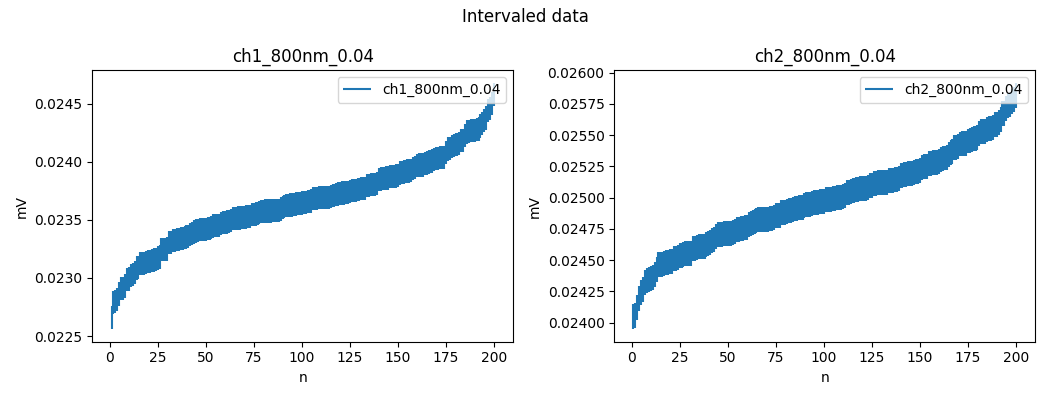 Intervaled data
ch1_800nm_0.04
ch1_800nm_0.04
mV
0.0245
0.0240
0.0235
0.0230
0.0225
0 25 50 75 100 125 150 175 200
n
ch2_800nm_0.04
ch2_800nm_0.04
mV
0.02600
0.02575
0.02550
0.02525
0.02500
0.02475
0.02450
0.02425
0.02400
0 25 50 75 100 125 150 175 200
n